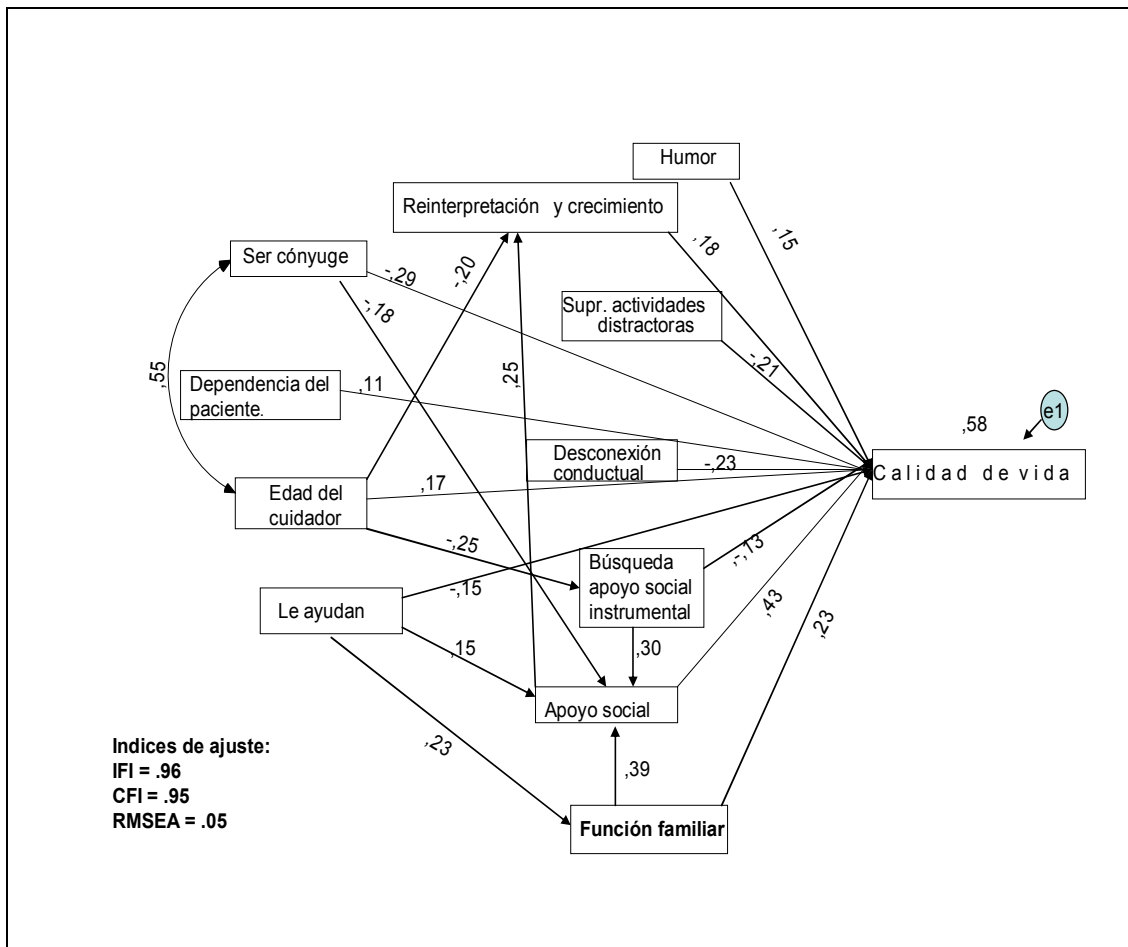 Humor
Reinterpretación y crecimiento
,15
,18
Ser cónyuge
-,20
-,29
-,18
Supr. actividades
distractoras
,55
-,21
Dependencia del
paciente.
,11
,25
,58
e1
Desconexión
conductual
-,23
Calidad de vida
Edad del
cuidador
,17
-,25
Búsqueda
apoyo social
instrumental
,-,13
Le ayudan
-,15
,15
,30
,43
,23
Apoyo social
,23
,39
Indices de ajuste:
IFI = .96
CFI = .95
RMSEA = .05
Función familiar